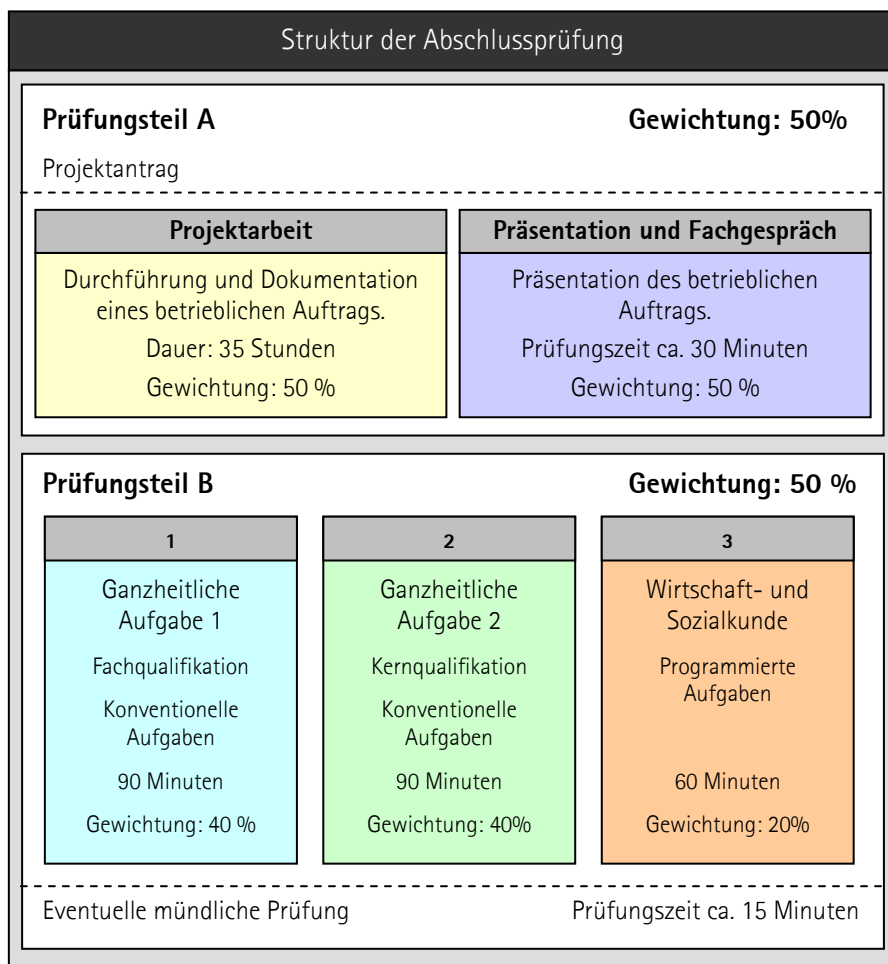 Struktur der Abschlussprüfung
Prüfungsteil A
Gewichtung: 50%
Projektantrag
Projektarbeit
Durchführung und Dokumentation
eines betrieblichen Auftrags.
Dauer: 35 Stunden
Gewichtung: 50 %
Präsentation und Fachgespräch
Präsentation des betrieblichen
Auftrags.
Prüfungszeit ca. 30 Minuten
Gewichtung: 50 %
Prüfungsteil B
Gewichtung: 50 %
1
Ganzheitliche
Aufgabe 1
Fachqualifikation
Konventionelle
Aufgaben
90 Minuten
Gewichtung: 40 %
2
Ganzheitliche
Aufgabe 2
Kernqualifikation
Konventionelle
Aufgaben
90 Minuten
Gewichtung: 40%
3
Wirtschaft- und
Sozialkunde
Programmierte
Aufgaben
60 Minuten
Gewichtung: 20%
Eventuelle mündliche Prüfung
Prüfungszeit ca. 15 Minuten